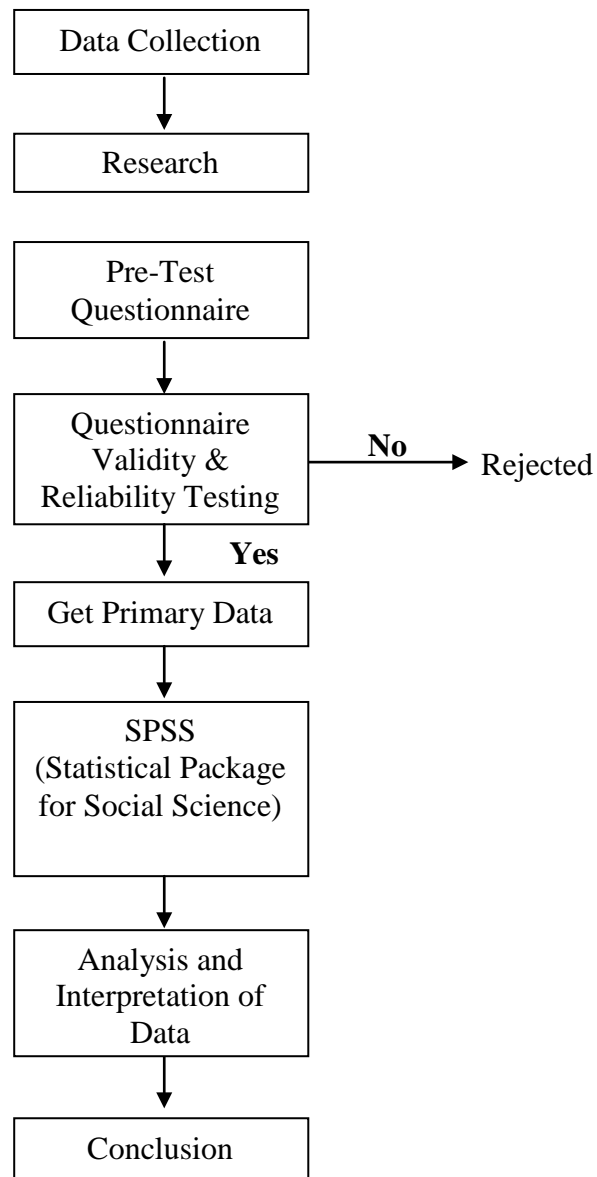 Data Collection
Research
Pre-Test
Questionnaire
Questionnaire
Validity &
Reliability Testing
No
Rejected
Yes
Get Primary Data
SPSS
(Statistical Package
for Social Science)
Analysis and
Interpretation of
Data
Conclusion